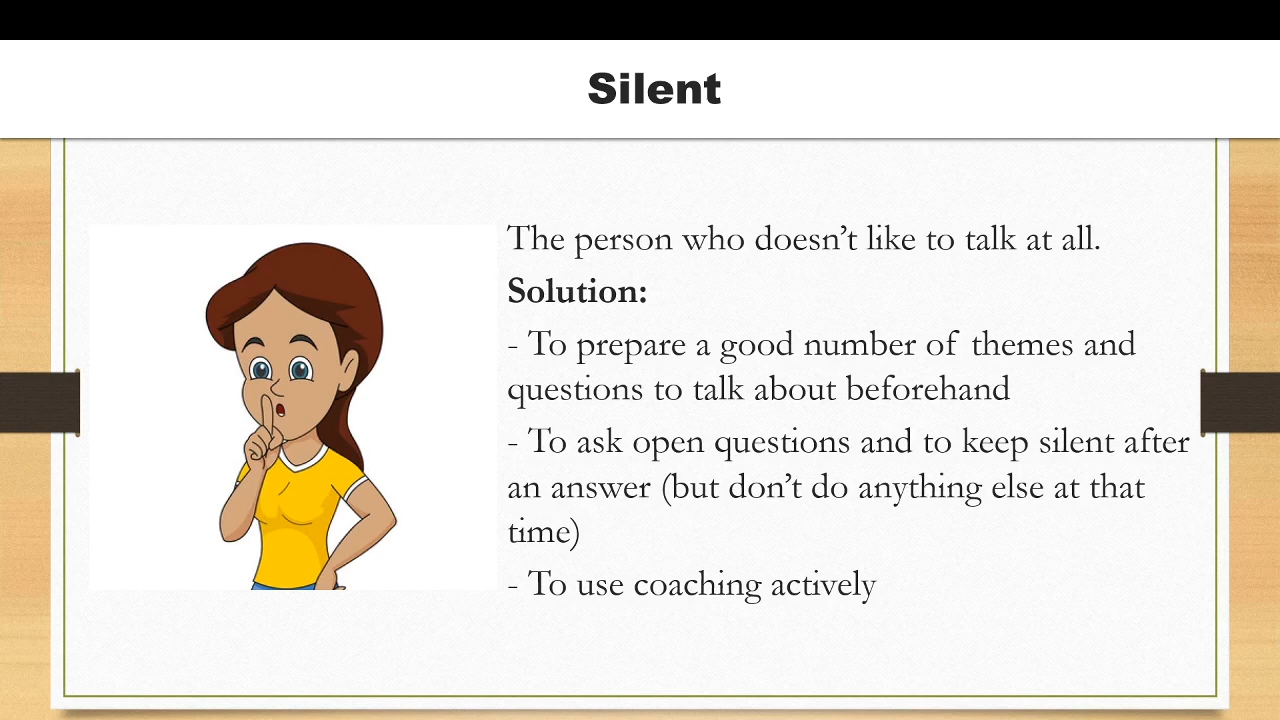 Silent
The person who doesn’t like to talk at all.
Solution:
- To prepare a good number of themes and
questions to talk about beforehand
- To ask open questions and to keep silent after
an answer (but don’t do anything else at that
time)
- To use coaching actively